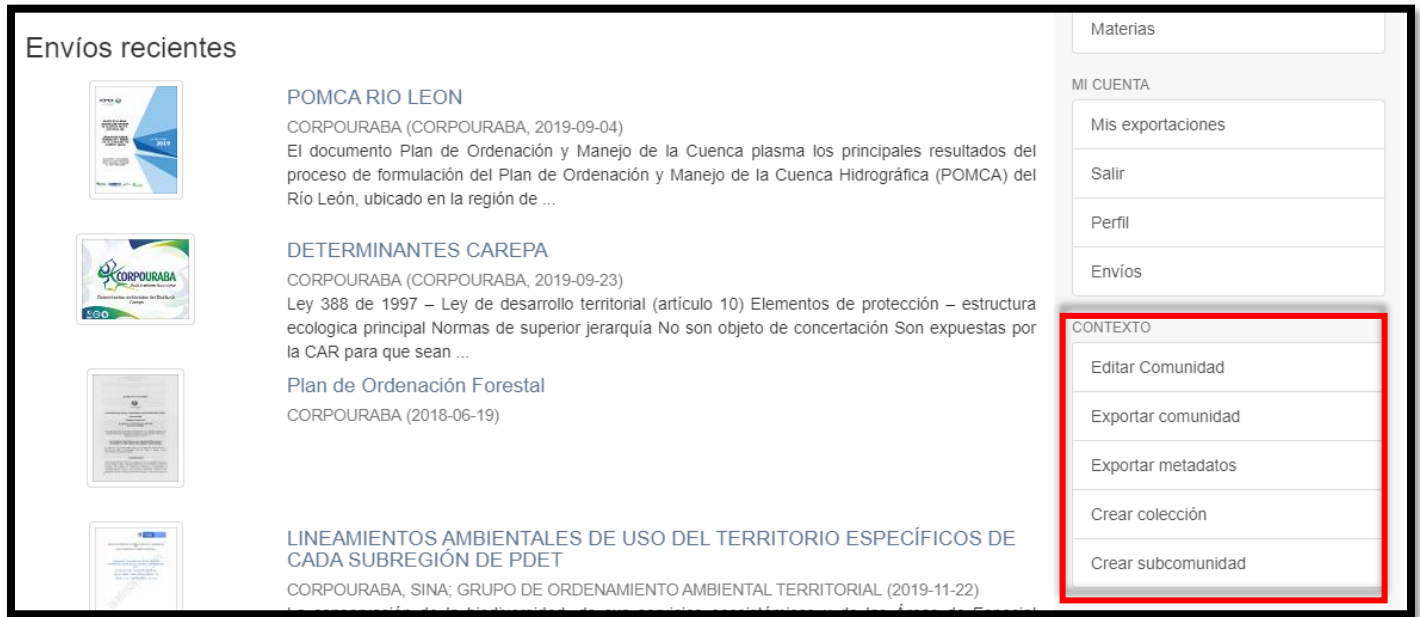 Envíos recientes
POMCA RIO LEON
CORPOURABA (CORPOURABA, 2019-09-04)
El documento Plan de Ordenación y Manejo de la Cuenca plasma los principales resultados del
proceso de formulación del Plan de Ordenación y Manejo de la Cuenca Hidrográfica (POMCA) del
Río León, ubicado en la región de ...
2019
CORPOURABA
DETERMINANTES CAREPA
CORPOURABA (CORPOURABA, 2019-09-23)
Ley 388 de 1997 – Ley de desarrollo territorial (artículo 10) Elementos de protección – estructura
ecologica principal Normas de superior jerarquía No son objeto de concertación Son expuestas por
la CAR para que sean ...
Plan de Ordenación Forestal
CORPOURABA (2018-06-19)
LINEAMIENTOS AMBIENTALES DE USO DEL TERRITORIO ESPECÍFICOS DE
CADA SUBREGIÓN DE PDET
CORPOURABA, SINA; GRUPO DE ORDENAMIENTO AMBIENTAL TERRITORIAL (2019-11-22)
Materias
MI CUENTA
Mis exportaciones
Salir
Perfil
Envíos
CONTEXTO
Editar Comunidad
Exportar comunidad
Exportar metadatos
Crear colección
Crear subcomunidad